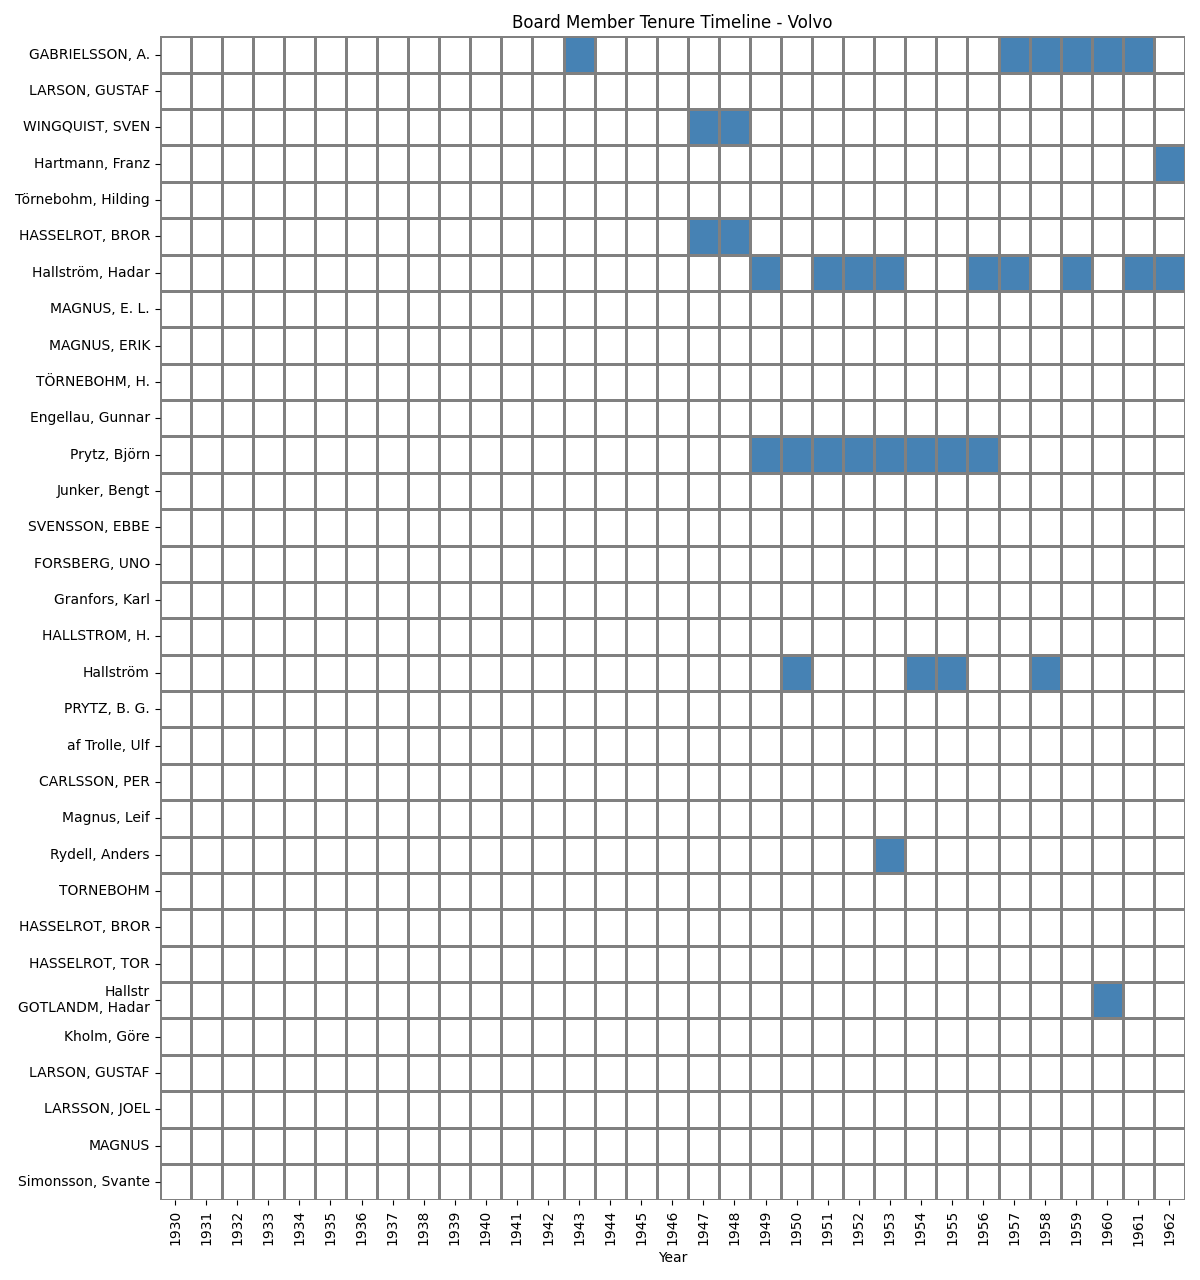 Board Member Tenure Timeline - Volvo
GABRIELSSON, A.
LARSON, GUSTAF
WINGQUIST, SVEN
Hartmann, Franz
Törnebohm, Hilding
HASSELROT, BROR
Hallström, Hadar
MAGNUS, E. L.
MAGNUS, ERIK
TÖRNEBOHM, H.
Engellau, Gunnar
Prytz, Björn
Junker, Bengt
SVENSSON, EBBE
FORSBERG, UNO
Granfors, Karl
HALLSTROM, H.
Hallström
PRYTZ, B. G.
af Trolle, Ulf
CARLSSON, PER
Magnus, Leif
Rydell, Anders
TORNEBOHM
HASSELROT, BROR
HASSELROT, TOR
Hallstr
GOTLANDM, Hadar
Kholm, Göre
LARSON, GUSTAF
LARSSON, JOEL
MAGNUS
Simonsson, Svante
1930 1931 1932 1933 1934 1935 1936 1937 1938 1939 1940 1941 1942 1943 1944 1945 1946 1947 1948 1949 1950 1951 1952 1953 1954 1955 1956 1957 1958 1959 1960 1961 1962
Year